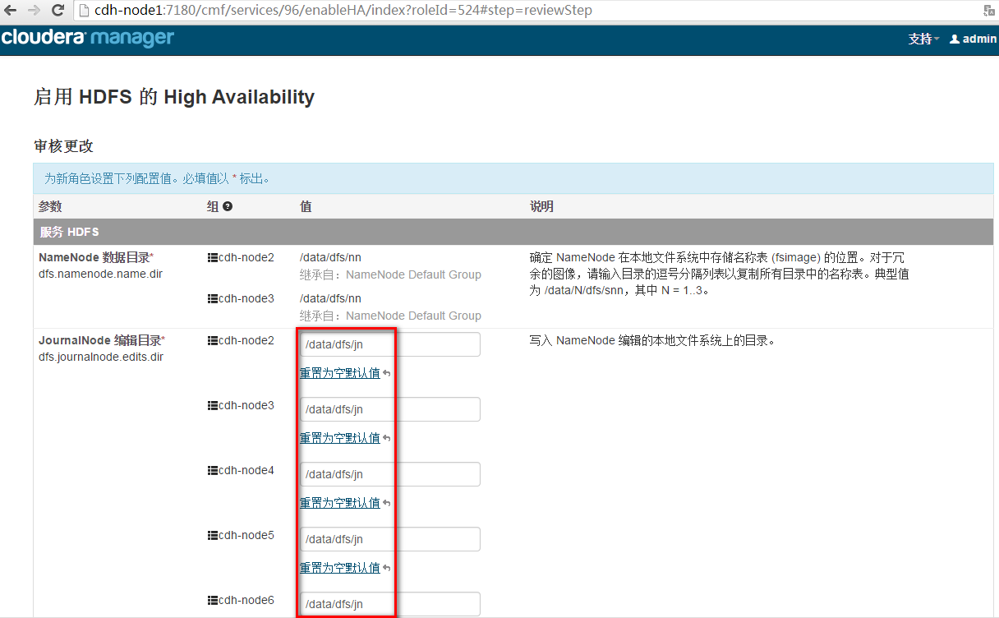 cdh-node1:7180/cmf/services/96/enableHA/index?roleId=524#step=reviewStep
cloudera manager 支持 admin
启用 HDFS 的 High Availability
审核更改
为新角色设置下列配置值。必填值以 * 标出。
参数 组 值 说明
服务 HDFS
NameNode 数据目录* cdh-node2 /data/dfs/nn 确定 NameNode 在本地文件系统中存储名称表 (fsimage) 的位置。对于冗
dfs.namenode.name.dir 继承自：NameNode Default Group 余的图像，请输入目录的逗号分隔列表以复制所有目录中的名称表。典型值
为 /data/N/dfs/snn，其中 N = 1..3。
cdh-node3 /data/dfs/nn
继承自：NameNode Default Group
JournalNode 编辑目录* cdh-node2 /data/dfs/jn 写入 NameNode 编辑的本地文件系统上的目录。
dfs.journalnode.edits.dir
重置为空默认值
cdh-node3 /data/dfs/jn
重置为空默认值
cdh-node4 /data/dfs/jn
重置为空默认值
cdh-node5 /data/dfs/jn
重置为空默认值
cdh-node6 /data/dfs/jn